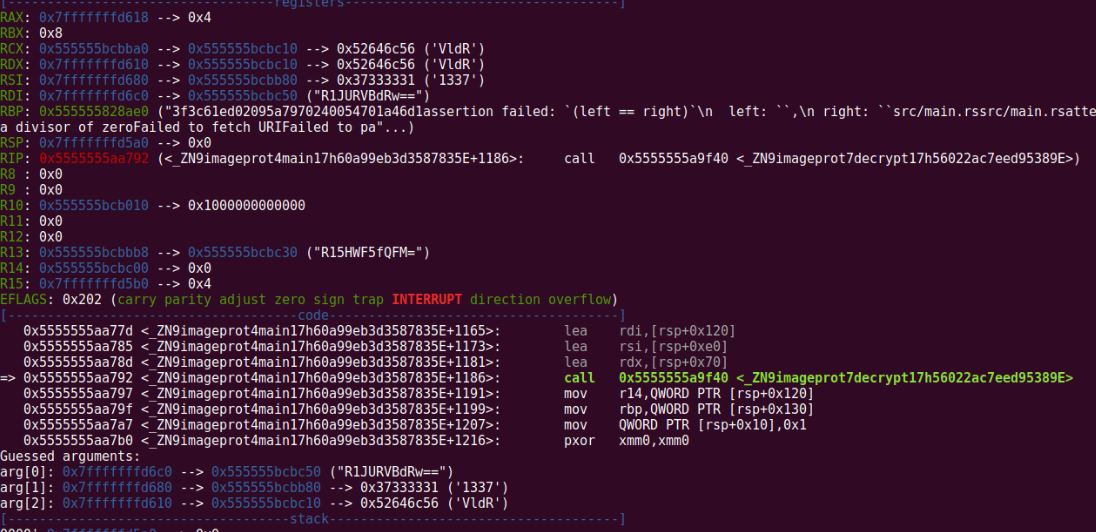 [----------------------------------registers-----------------------------------]
RAX: 0x7fffffffd618 --> 0x4
RBX: 0x8
RCX: 0x555555bcbba0 --> 0x555555bcbc10 --> 0x52646c56 ('VldR')
RDX: 0x7fffffffd610 --> 0x555555bcbc10 --> 0x52646c56 ('VldR')
RSI: 0x7fffffffd680 --> 0x555555bcbb80 --> 0x37333331 ('1337')
RDI: 0x7fffffffd6c0 --> 0x555555bcbc50 ("R1JURVBdRw==")
RBP: 0x555555828ae0 ("3f3c61ed02095a7970240054701a46d1assertion failed: `(left == right)`\n  left: ``,\n right: ``src/main.rssrc/main.rsatte
a divisor of zeroFailed to fetch URIFailed to pa"...)
RSP: 0x7fffffffd5a0 --> 0x0
RIP: 0x5555555aa792 (<_ZN9imageprot4main17h60a99eb3d3587835E+1186>:	call   0x5555555a9f40 <_ZN9imageprot7decrypt17h56022ac7eed95389E>)
R8 : 0x0
R9 : 0x0
R10: 0x555555bcb010 --> 0x1000000000000
R11: 0x0
R12: 0x0
R13: 0x555555bcbbb8 --> 0x555555bcbc30 ("R15HWF5fQFM=")
R14: 0x555555bcbc00 --> 0x0
R15: 0x7fffffffd5b0 --> 0x4
EFLAGS: 0x202 (carry parity adjust zero sign trap INTERRUPT direction overflow)
[-------------------------------------code-------------------------------------]
   0x5555555aa77d <_ZN9imageprot4main17h60a99eb3d3587835E+1165>:	lea    rdi,[rsp+0x120]
   0x5555555aa785 <_ZN9imageprot4main17h60a99eb3d3587835E+1173>:	lea    rsi,[rsp+0xe0]
   0x5555555aa78d <_ZN9imageprot4main17h60a99eb3d3587835E+1181>:	lea    rdx,[rsp+0x70]
=> 0x5555555aa792 <_ZN9imageprot4main17h60a99eb3d3587835E+1186>:	call   0x5555555a9f40 <_ZN9imageprot7decrypt17h56022ac7eed95389E>
   0x5555555aa797 <_ZN9imageprot4main17h60a99eb3d3587835E+1191>:	mov    r14,QWORD PTR [rsp+0x120]
   0x5555555aa79f <_ZN9imageprot4main17h60a99eb3d3587835E+1199>:	mov    rbp,QWORD PTR [rsp+0x130]
   0x5555555aa7a7 <_ZN9imageprot4main17h60a99eb3d3587835E+1207>:	mov    QWORD PTR [rsp+0x10],0x1
   0x5555555aa7b0 <_ZN9imageprot4main17h60a99eb3d3587835E+1216>:	pxor   xmm0,xmm0
Guessed arguments:
arg[0]: 0x7fffffffd6c0 --> 0x555555bcbc50 ("R1JURVBdRw==")
arg[1]: 0x7fffffffd680 --> 0x555555bcbb80 --> 0x37333331 ('1337')
arg[2]: 0x7fffffffd610 --> 0x555555bcbc10 --> 0x52646c56 ('VldR')
[------------------------------------stack-------------------------------------]